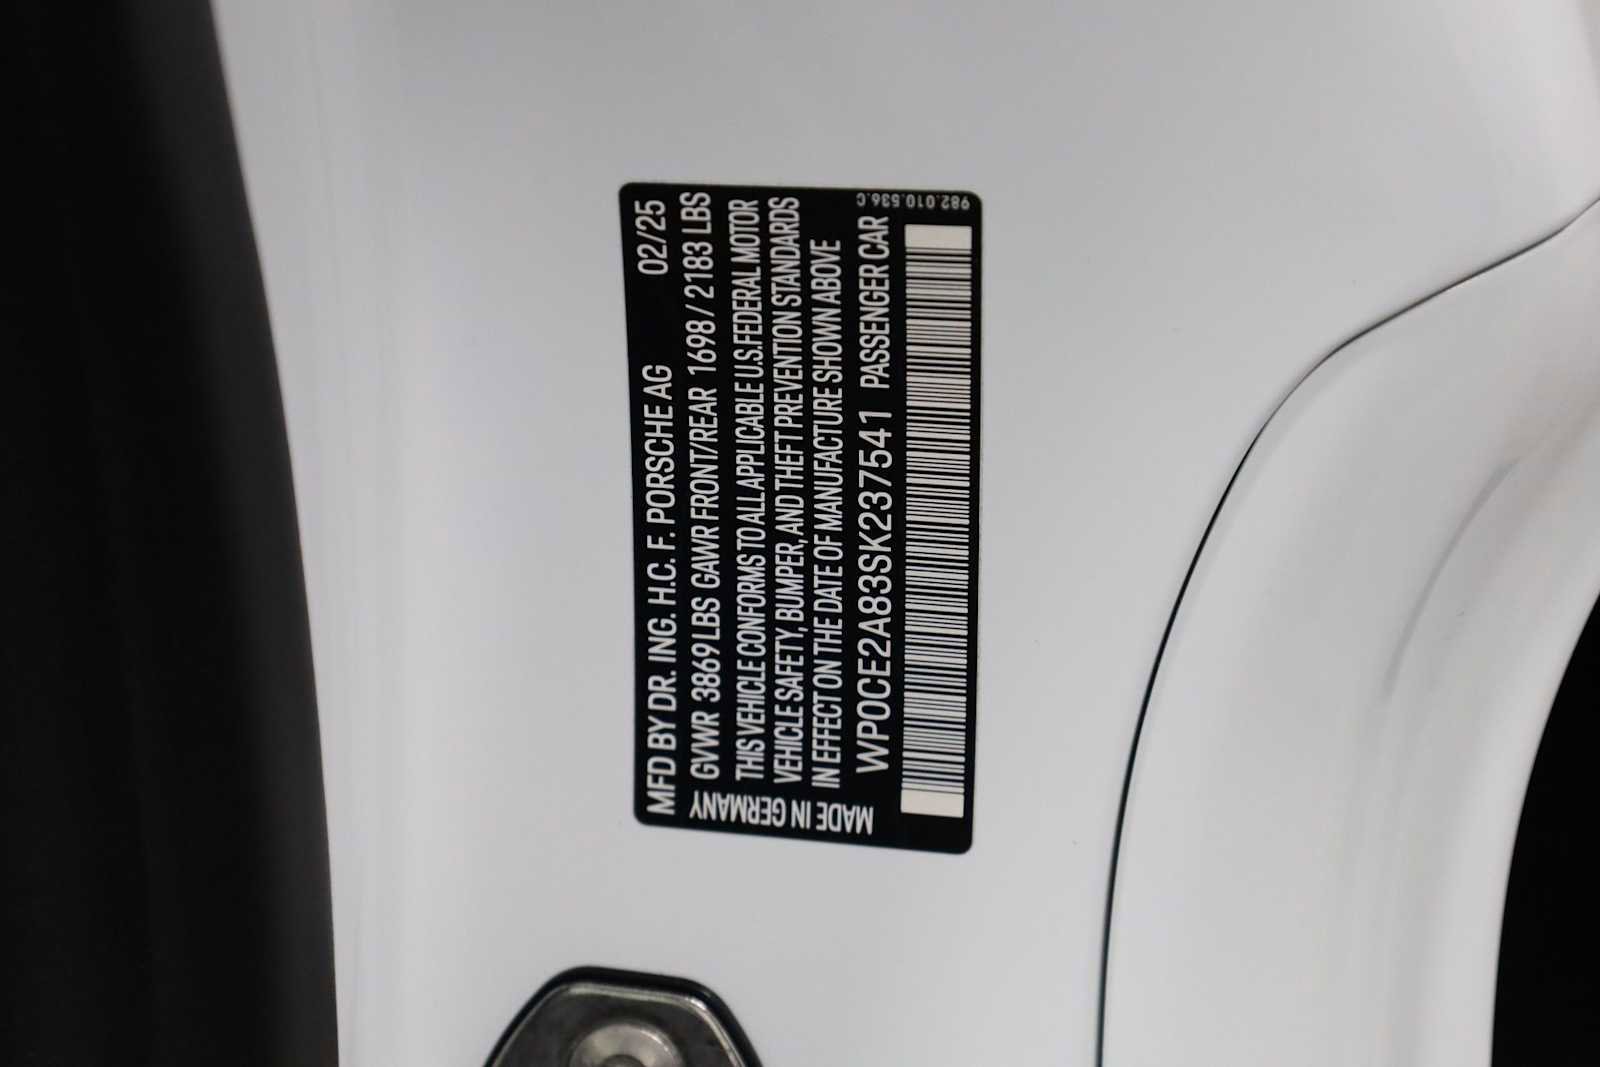 MFD BY DR. ING. H.C. F. PORSCHE AG 02/25
GVWR 3869 LBS GAWR FRONT/REAR 1698 / 2183 LBS
THIS VEHICLE CONFORMS TO ALL APPLICABLE U.S. FEDERAL MOTOR
VEHICLE SAFETY, BUMPER, AND THEFT PREVENTION STANDARDS
IN EFFECT ON THE DATE OF MANUFACTURE SHOWN ABOVE
WP0CE2A83SK237541 PASSENGER CAR
MADE IN GERMANY
982.010.536.C